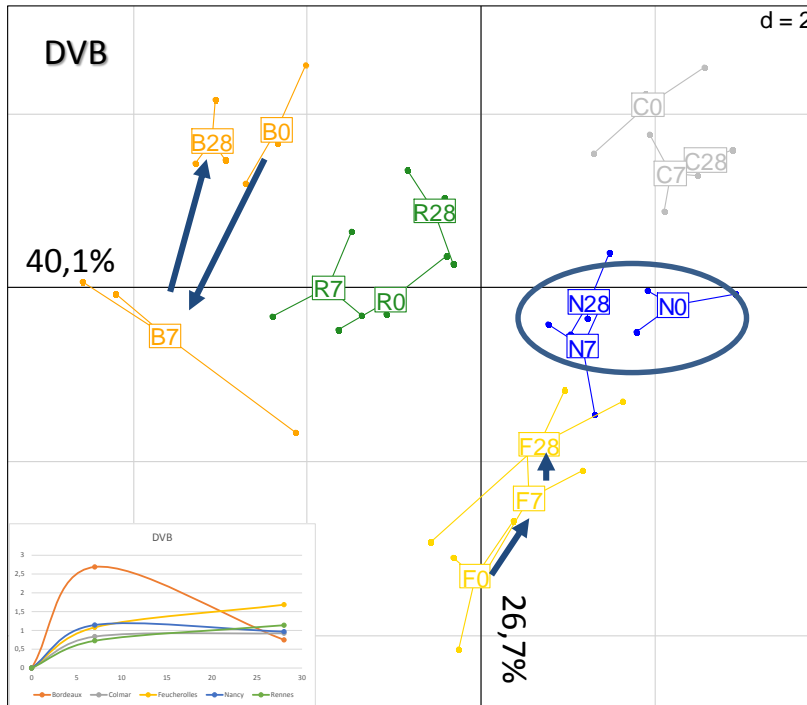 d = 2
DVB
C0
B0
B28
C28
C7
R28
40,1%
R7
R0
N28
N0
N7
B7
F28
F7
F0
26,7%
DVB
3
2,5
2
1,5
1
0,5
0
0 5 10 15 20 25 30
Bordeaux Colmar Feucherolles Nancy Rennes